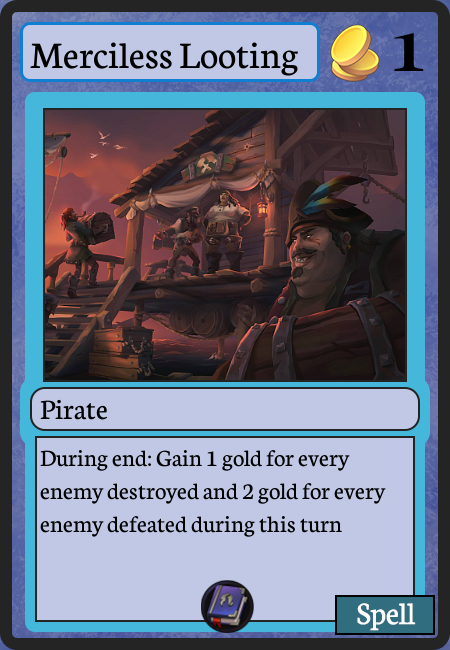 Merciless Looting
1
Pirate
During end: Gain 1 gold for every
enemy destroyed and 2 gold for every
enemy defeated during this turn
Spell